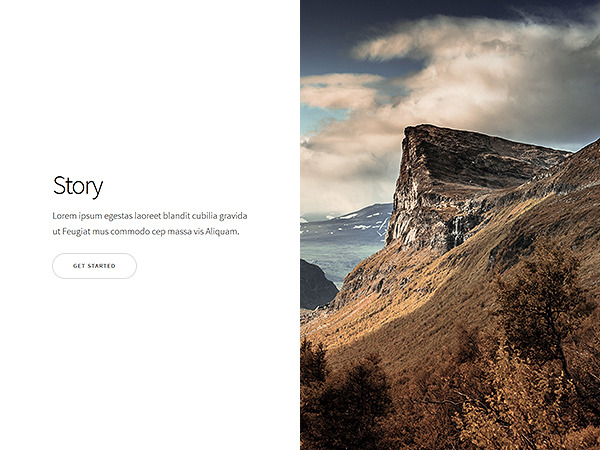 Story
Lorem ipsum egestas laoreet blandit cubilia gravida
ut Feugiat mus commodo cep massa vis Aliquam.
GET STARTED